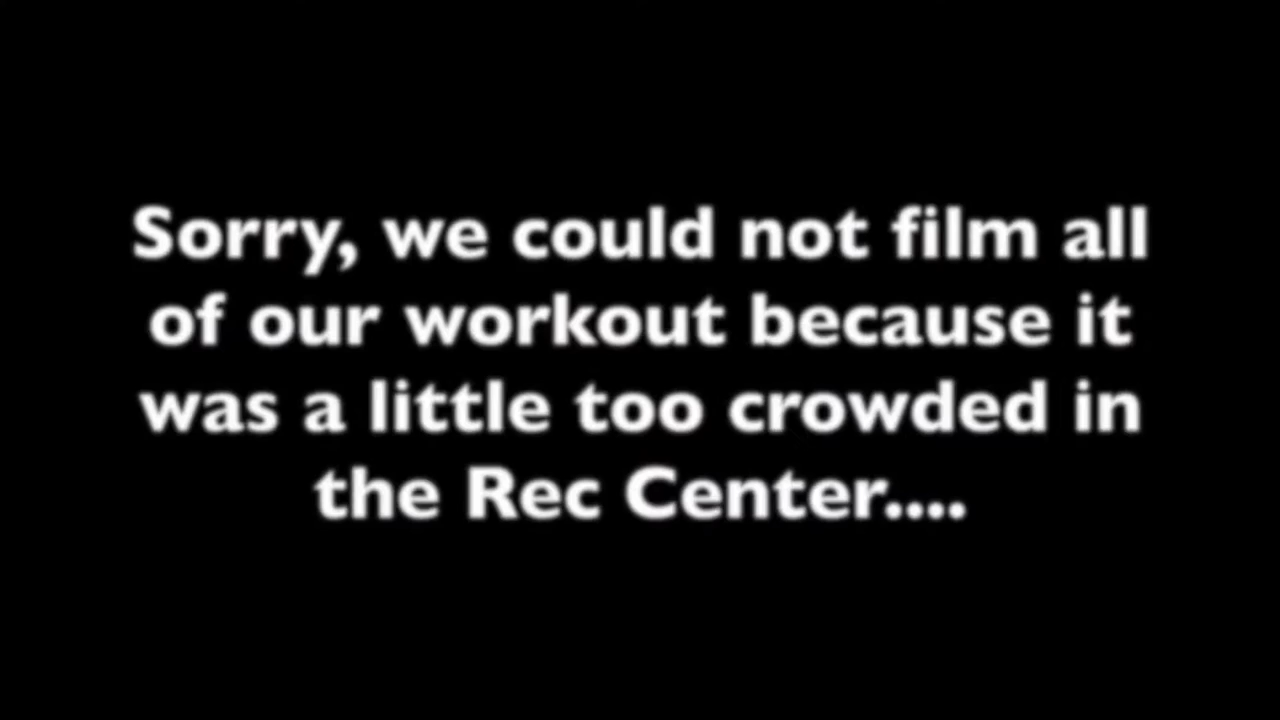 Sorry, we could not film all
of our workout because it
was a little too crowded in
the Rec Center....